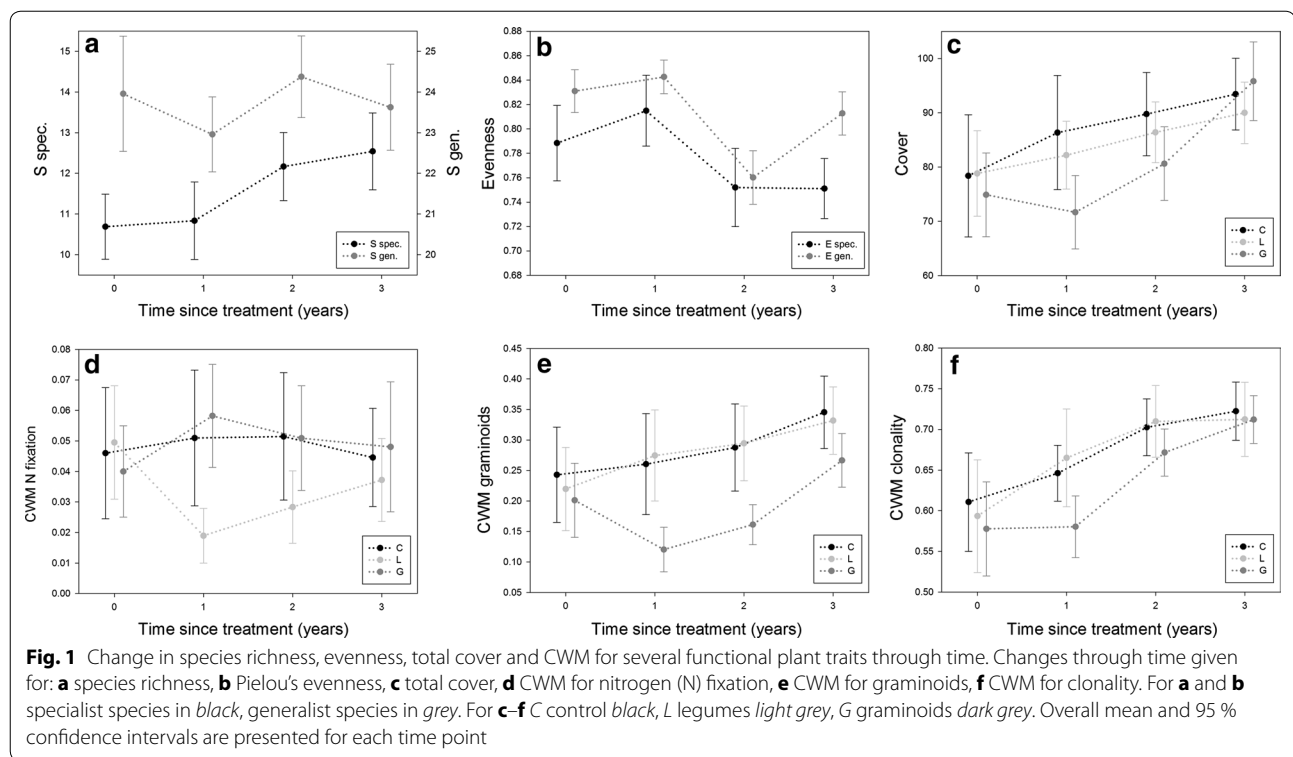 a
15
14
13
12
11
10
S spec.
25
24
23
22
21
20
S gen.
S spec.
S gen.
0 1 2 3
Time since treatment (years)
b
0.88
0.86
0.84
0.82
0.80
0.78
0.76
0.74
0.72
0.70
0.68
Evenness
E spec.
E gen.
0 1 2 3
Time since treatment (years)
c
100
90
80
70
60
Cover
C
L
G
0 1 2 3
Time since treatment (years)
d
0.08
0.07
0.06
0.05
0.04
0.03
0.02
0.01
0.00
CWM N fixation
C
L
G
0 1 2 3
Time since treatment (years)
e
0.45
0.40
0.35
0.30
0.25
0.20
0.15
0.10
0.05
CWM graminoids
C
L
G
0 1 2 3
Time since treatment (years)
f
0.80
0.75
0.70
0.65
0.60
0.55
0.50
CWM clonality
C
L
G
0 1 2 3
Time since treatment (years)
Fig. 1 Change in species richness, evenness, total cover and CWM for several functional plant traits through time. Changes through time given
for: a species richness, b Pielou's evenness, c total cover, d CWM for nitrogen (N) fixation, e CWM for graminoids, f CWM for clonality. For a and b
specialist species in black, generalist species in grey. For c–f C control black, L legumes light grey, G graminoids dark grey. Overall mean and 95 %
confidence intervals are presented for each time point